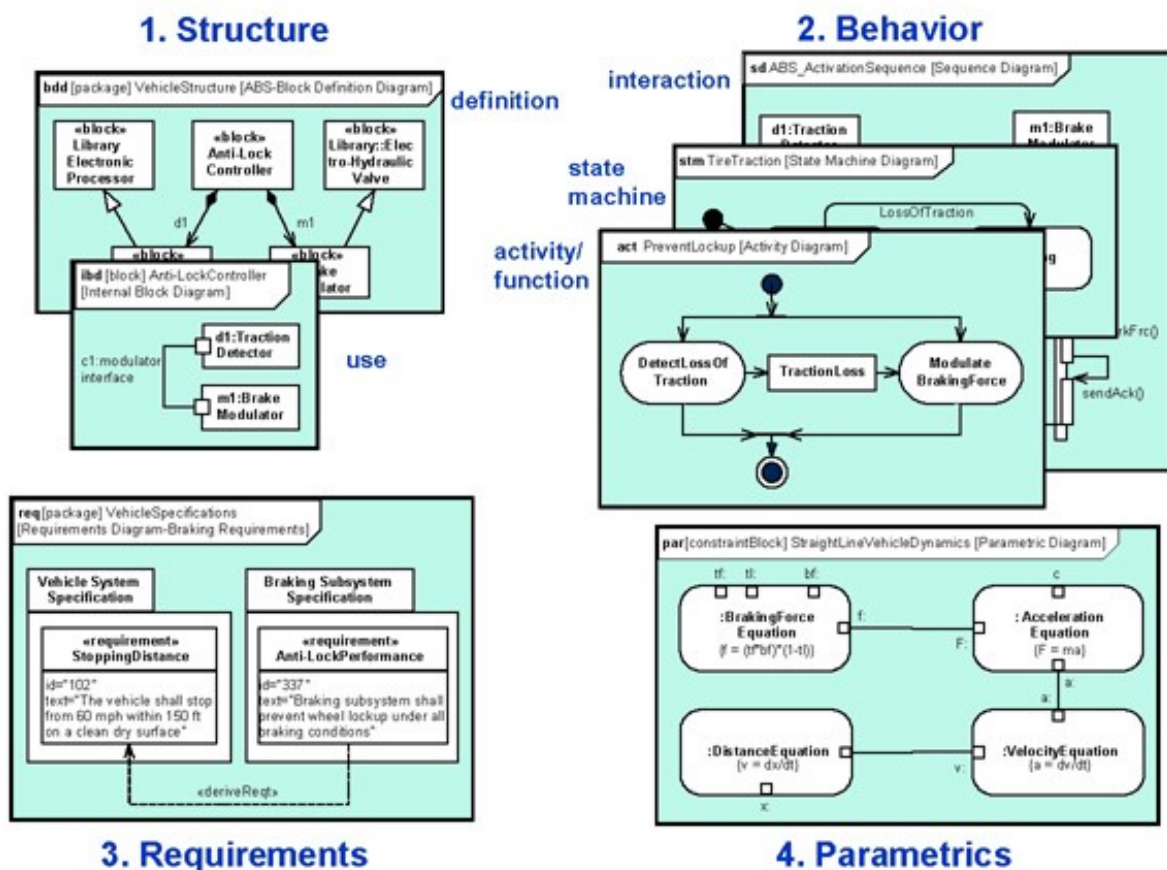 1. Structure
bdd [package] VehicleStructure [ABS-Block Definition Diagram]
definition
«block»
Library
Electronic
Processor
«block»
Anti-Lock
Controller
«block»
Library::Elec
tro-Hydraulic
Valve
d1
m1
«block»
«block»
ibd [block] Anti-LockController
[Internal Block Diagram]
c1:modulator
interface
d1:Traction
Detector
m1:Brake
Modulator
use
2. Behavior
interaction
sd ABS_ActivationSequence [Sequence Diagram]
d1:Traction
m1:Brake
state
machine
stm TireTraction [State Machine Diagram]
LossOfTraction
activity/
function
act PreventLockup [Activity Diagram]
DetectLossOf
Traction
TractionLoss
Modulate
BrakingForce
sendAck()
req [package] VehicleSpecifications
[Requirements Diagram-Braking Requirements]
Vehicle System
Specification
«requirement»
StoppingDistance
id="102"
text="The vehicle shall stop
from 60 mph within 150 ft
on a clean dry surface"
Braking Subsystem
Specification
«requirement»
Anti-LockPerformance
id="337"
text="Braking subsystem shall
prevent wheel lockup under all
braking conditions"
«deriveReqt»
3. Requirements
par [constraintBlock] StraightLineVehicleDynamics [Parametric Diagram]
tf: tl: bf:
:BrakingForce
Equation
{f = (tf*bf)*(1-tl)}
f:
c
F:
:Acceleration
Equation
{F = ma}
a:
a:
:DistanceEquation
{v = dx/dt}
x:
v:
:VelocityEquation
{a = dv/dt}
4. Parametrics